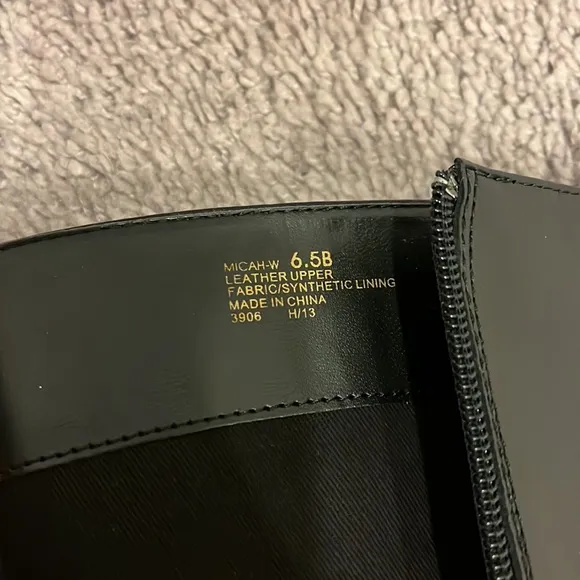 MICAH-W 6.5B
LEATHER UPPER
FABRIC/SYNTHETIC LINING
MADE IN CHINA
3906 H/13